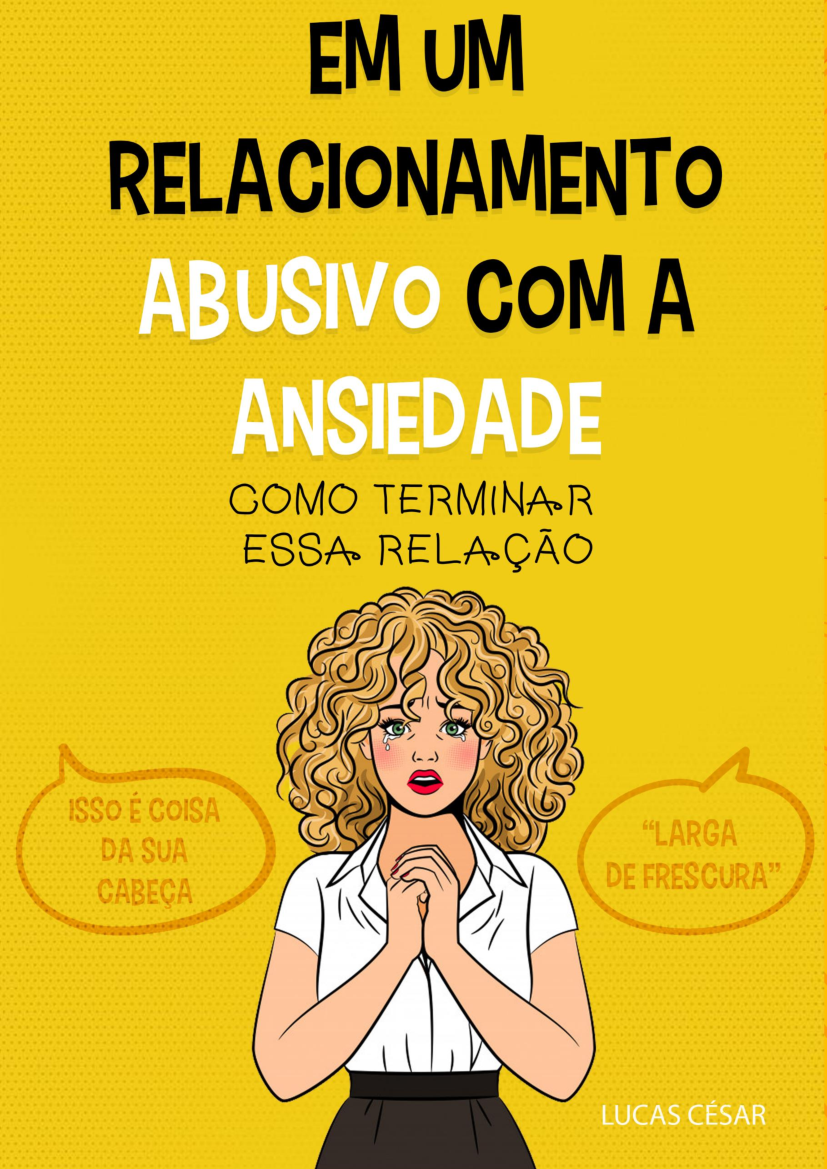 EM UM
RELACIONAMENTO
ABUSIVO COM A
ANSIEDADE
COMO TERMINAR
ESSA RELAÇÃO
ISSO É COISA
DA SUA
CABEÇA
“LARGA
DE FRESCURA”
LUCAS CÉSAR